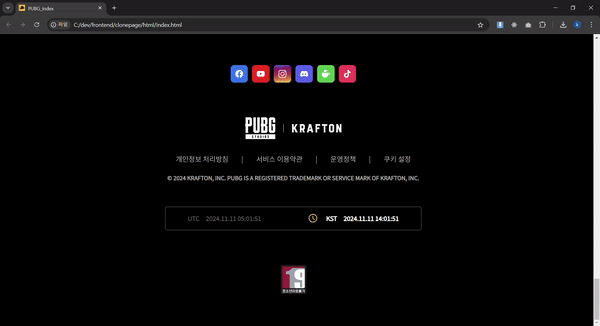 PUBG_index
파일 C:/dev/frontend/clonepage/html/index.html
PUBG KRAFTON
STUDIOS
개인정보 처리방침 | 서비스 이용약관 | 운영정책 | 쿠키 설정
© 2024 KRAFTON, INC. PUBG IS A REGISTERED TRADEMARK OR SERVICE MARK OF KRAFTON, INC.
UTC 2024.11.11 05:01:51 KST 2024.11.11 14:01:51
19
청소년이용불가